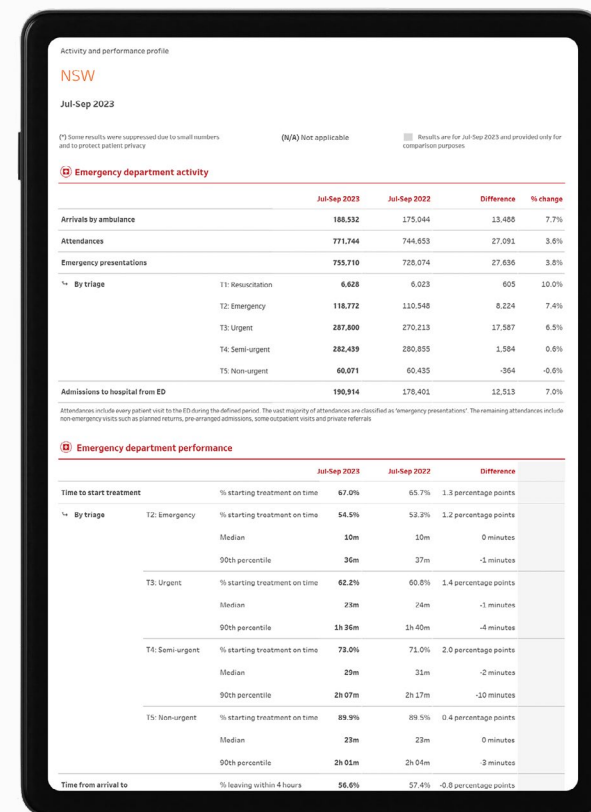 Activity and performance profile
NSW
Jul-Sep 2023
(*) Some results were suppressed due to small numbers
and to protect patient privacy
(N/A) Not applicable
Results are for Jul-Sep 2023 and provided only for
comparison purposes
Emergency department activity
Jul-Sep 2023 Jul-Sep 2022 Difference % change
Arrivals by ambulance 188,532 175,044 13,488 7.7%
Attendances 771,744 744,653 27,091 3.6%
Emergency presentations 755,710 728,074 27,636 3.8%
By triage T1: Resuscitation 6,628 6,023 605 10.0%
T2: Emergency 118,772 110,548 8,224 7.4%
T3: Urgent 287,800 270,213 17,587 6.5%
T4: Semi-urgent 282,439 280,855 1,584 0.6%
T5: Non-urgent 60,071 60,435 -364 -0.6%
Admissions to hospital from ED 190,914 178,401 12,513 7.0%
Attendances include every patient visit to the ED during the defined period. The vast majority of attendances are classified as 'emergency presentations'. The remaining attendances include
non-emergency visits such as planned returns, pre-arranged admissions, some outpatient visits and private referrals
Emergency department performance
Jul-Sep 2023 Jul-Sep 2022 Difference
Time to start treatment % starting treatment on time 67.0% 65.7% 1.3 percentage points
By triage T2: Emergency % starting treatment on time 54.5% 53.3% 1.2 percentage points
Median 10m 10m 0 minutes
90th percentile 36m 37m -1 minutes
T3: Urgent % starting treatment on time 62.2% 60.8% 1.4 percentage points
Median 23m 24m -1 minutes
90th percentile 1h 36m 1h 40m -4 minutes
T4: Semi-urgent % starting treatment on time 73.0% 71.0% 2.0 percentage points
Median 29m 31m -2 minutes
90th percentile 2h 07m 2h 17m -10 minutes
T5: Non-urgent % starting treatment on time 89.9% 89.5% 0.4 percentage points
Median 23m 23m 0 minutes
90th percentile 2h 01m 2h 04m -3 minutes
Time from arrival to % leaving within 4 hours 56.6% 57.4% -0.8 percentage points